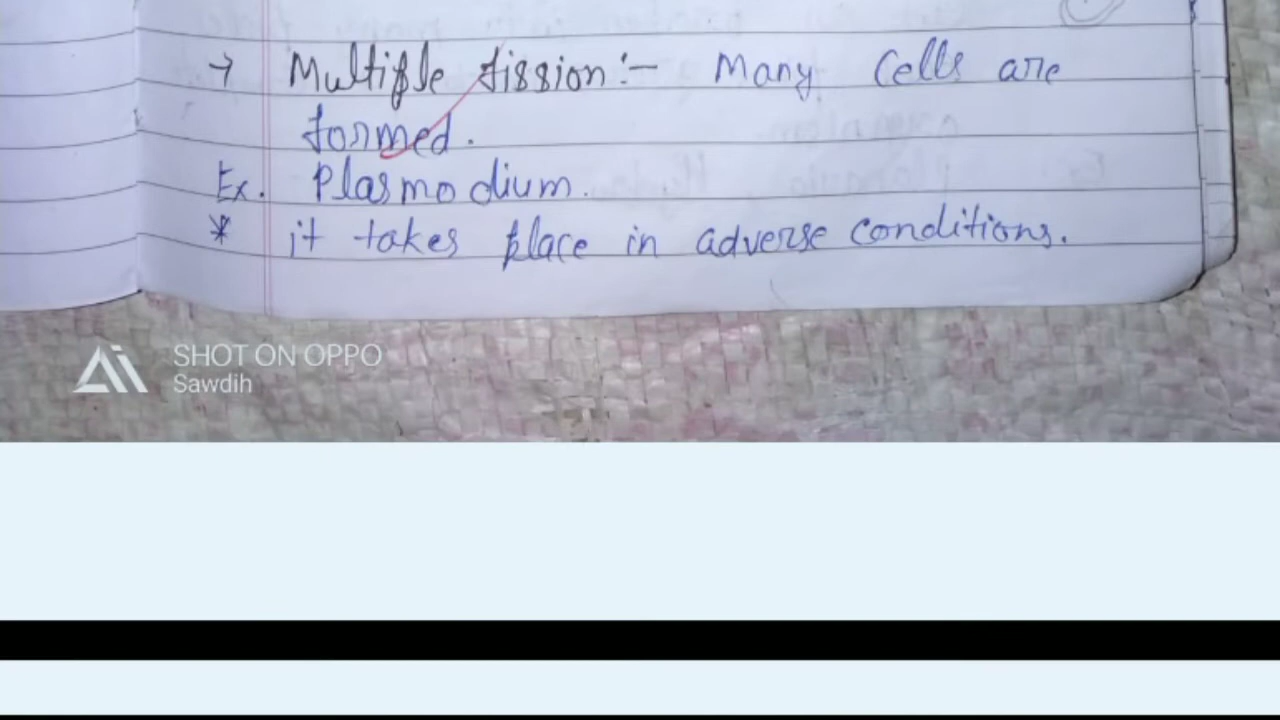 → Multiple fission :- Many cells are
formed.
Ex. Plasmodium.
* it takes place in adverse conditions.
SHOT ON OPPO
Sawdih